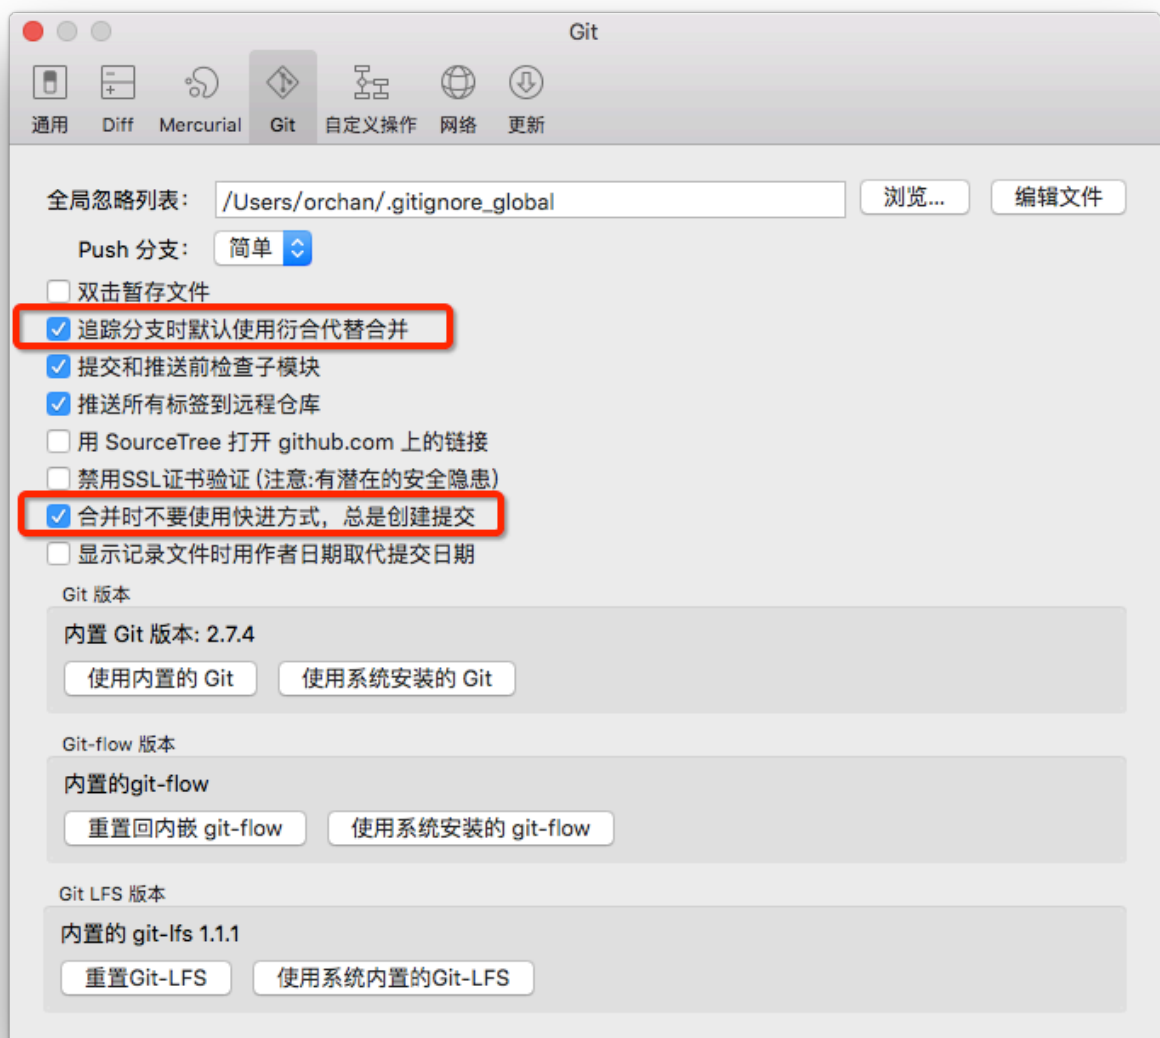 Git
通用 Diff Mercurial Git 自定义操作 网络 更新
全局忽略列表: /Users/orchan/.gitignore_global 浏览... 编辑文件
Push 分支: 简单
双击暂存文件
追踪分支时默认使用衍合代替合并
提交和推送前检查子模块
推送所有标签到远程仓库
用 SourceTree 打开 github.com 上的链接
禁用SSL证书验证 (注意:有潜在的安全隐患)
合并时不要使用快进方式，总是创建提交
显示记录文件时用作者日期取代提交日期
Git 版本
内置 Git 版本: 2.7.4
使用内置的 Git 使用系统安装的 Git
Git-flow 版本
内置的git-flow
重置回内嵌 git-flow 使用系统安装的 git-flow
Git LFS 版本
内置的 git-lfs 1.1.1
重置Git-LFS 使用系统内置的Git-LFS